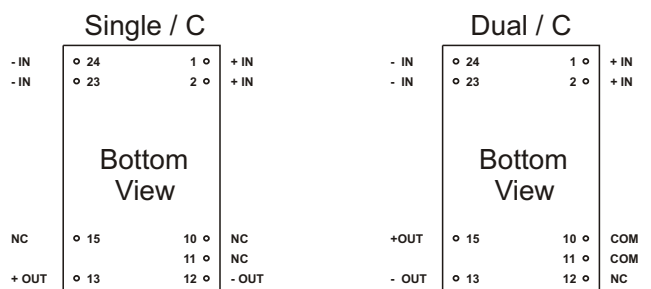 Single / C
- IN 24 1 + IN
- IN 23 2 + IN
Bottom
View
NC 15 10 NC
11 NC
+ OUT 13 12 - OUT
Dual / C
- IN 24 1 + IN
- IN 23 2 + IN
Bottom
View
+OUT 15 10 COM
11 COM
- OUT 13 12 NC